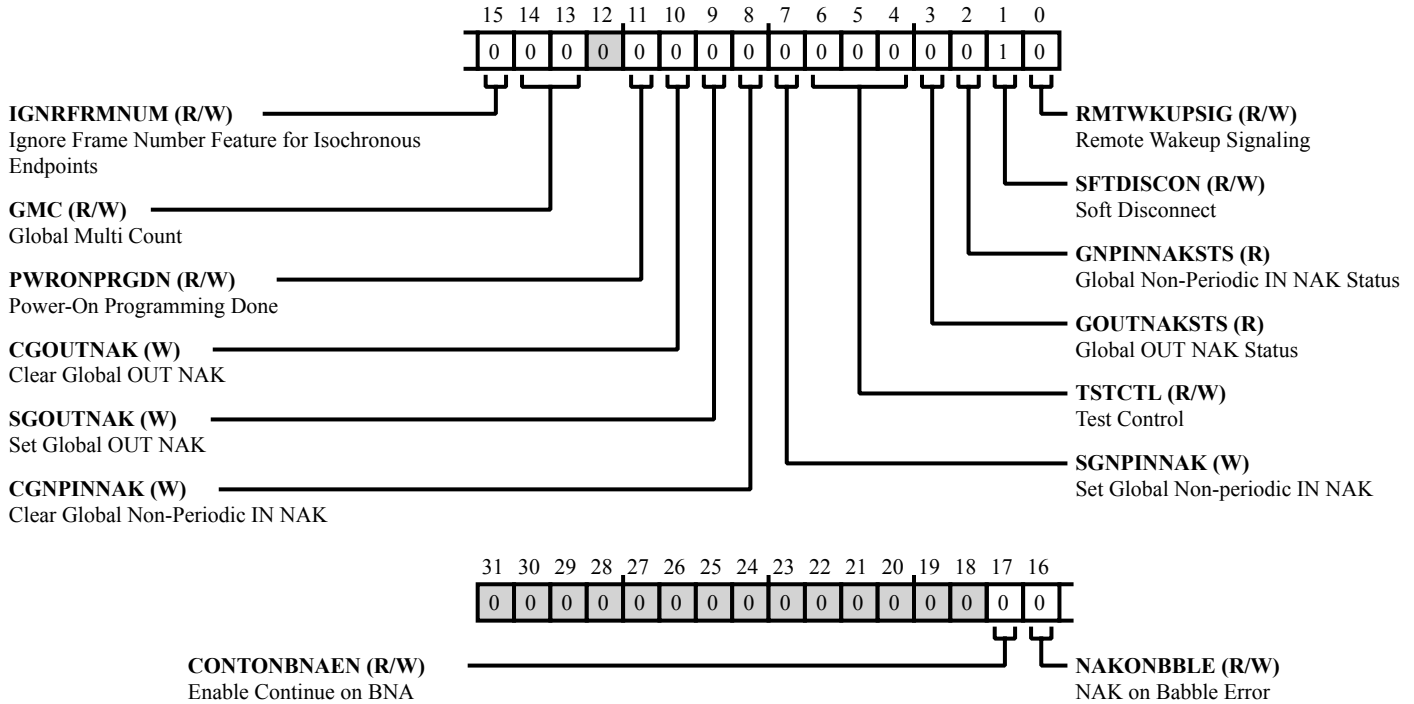 15 14 13 12 11 10 9 8 7 6 5 4 3 2 1 0
0 0 0 0 0 0 0 0 0 0 0 0 0 0 1 0
IGNRFRMNUM (R/W)
Ignore Frame Number Feature for Isochronous
Endpoints
GMC (R/W)
Global Multi Count
PWRONPRGDN (R/W)
Power-On Programming Done
CGOUTNAK (W)
Clear Global OUT NAK
SGOUTNAK (W)
Set Global OUT NAK
CGNPINNAK (W)
Clear Global Non-Periodic IN NAK
RMTWKUPSIG (R/W)
Remote Wakeup Signaling
SFTDISCON (R/W)
Soft Disconnect
GNPINNAKSTS (R)
Global Non-Periodic IN NAK Status
GOUTNAKSTS (R)
Global OUT NAK Status
TSTCTL (R/W)
Test Control
SGNPINNAK (W)
Set Global Non-periodic IN NAK
31 30 29 28 27 26 25 24 23 22 21 20 19 18 17 16
0 0 0 0 0 0 0 0 0 0 0 0 0 0 0 0
CONTONBNAEN (R/W)
Enable Continue on BNA
NAKONBBLE (R/W)
NAK on Babble Error